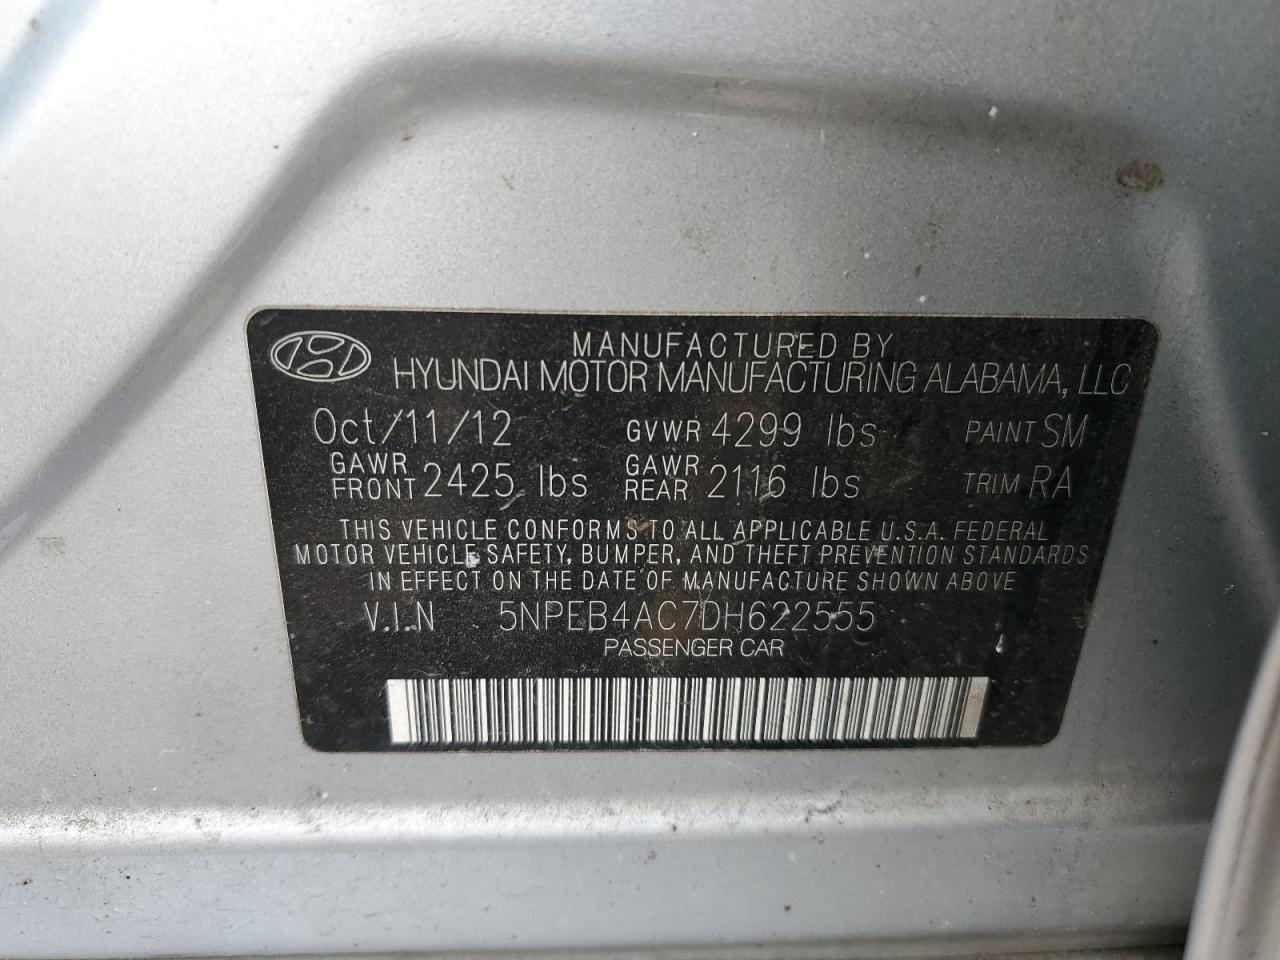 MANUFACTURED BY
HYUNDAI MOTOR MANUFACTURING ALABAMA, LLC
Oct/11/12 GVWR 4299 lbs PAINT SM
GAWR FRONT 2425 lbs GAWR REAR 2116 lbs TRIM RA
THIS VEHICLE CONFORMS TO ALL APPLICABLE U.S.A. FEDERAL
MOTOR VEHICLE SAFETY, BUMPER, AND THEFT PREVENTION STANDARDS
IN EFFECT ON THE DATE OF MANUFACTURE SHOWN ABOVE
V.I.N 5NPEB4AC7DH622555
PASSENGER CAR